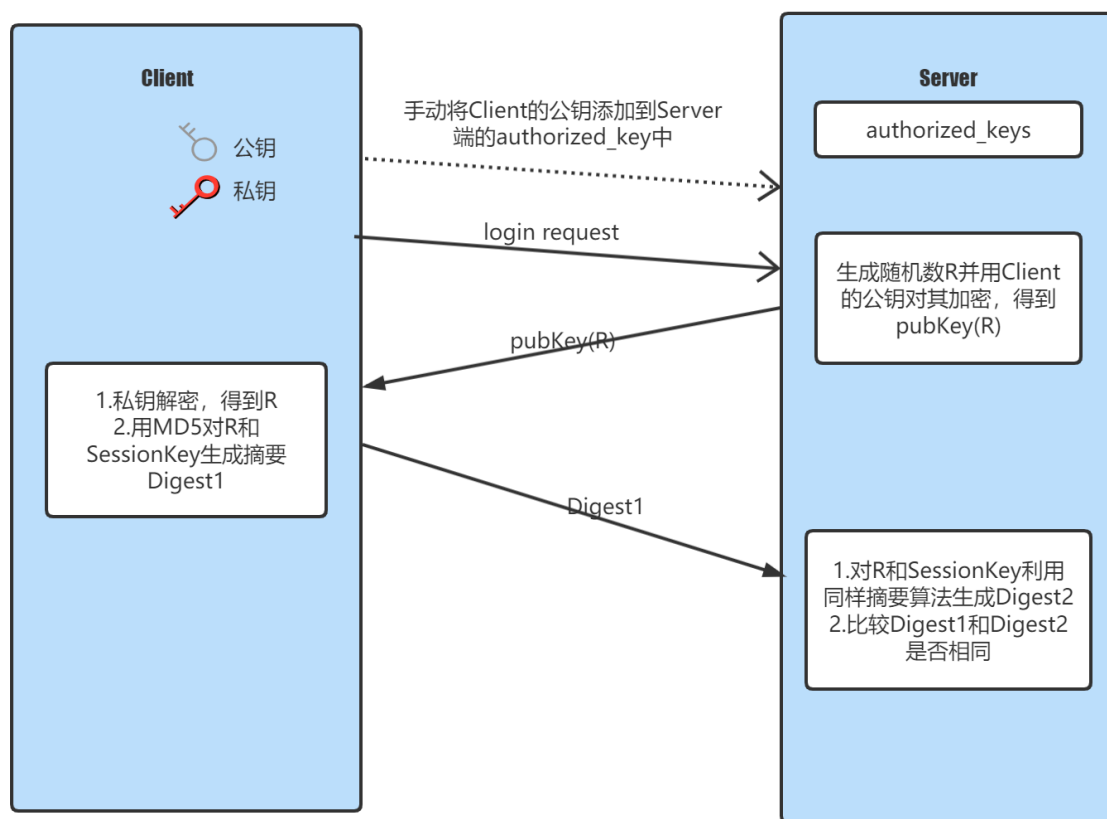 Client
公钥
私钥
手动将Client的公钥添加到Server
端的authorized_key中
Server
authorized_keys
login request
生成随机数R并用Client
的公钥对其加密，得到
pubKey(R)
pubKey(R)
1.私钥解密，得到R
2.用MD5对R和
SessionKey生成摘要
Digest1
Digest1
1.对R和SessionKey利用
同样摘要算法生成Digest2
2.比较Digest1和Digest2
是否相同